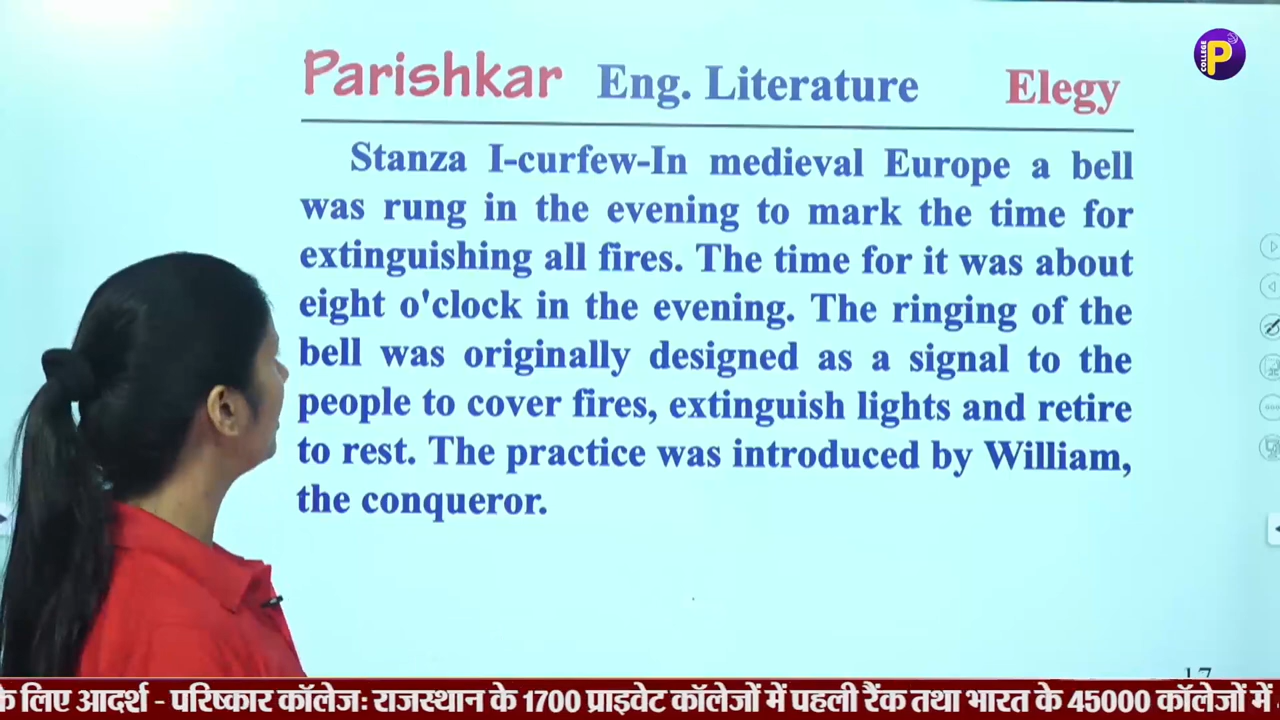 Parishkar Eng. Literature Elegy
COLLEGE P
Stanza I-curfew-In medieval Europe a bell
was rung in the evening to mark the time for
extinguishing all fires. The time for it was about
eight o'clock in the evening. The ringing of the
bell was originally designed as a signal to the
people to cover fires, extinguish lights and retire
to rest. The practice was introduced by William,
the conqueror.
17
के लिए आदर्श - परिष्कार कॉलेजः राजस्थान के 1700 प्राइवेट कॉलेजों में पहली रैंक तथा भारत के 45000 कॉलेजों में